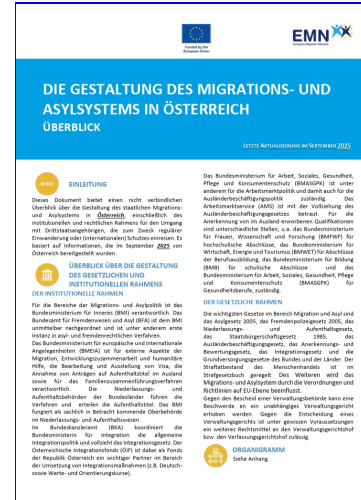 Funded by the
European Union
EMN
European Migration Network
DIE GESTALTUNG DES MIGRATIONS- UND
ASYLSYSTEMS IN ÖSTERREICH
ÜBERBLICK
LETZTE AKTUALISIERUNG IM SEPTEMBER 2025
EINLEITUNG
Dieses Dokument bietet einen nicht verbindlichen
Überblick über die Gestaltung des staatlichen Migrations-
und Asylsystems in Österreich, einschließlich des
institutionellen und rechtlichen Rahmens für den Umgang
mit Drittstaatsangehörigen, die zum Zweck regulärer
Einwanderung oder (internationalen) Schutzes einreisen. Es
basiert auf Informationen, die im September 2025 von
Österreich bereitgestellt wurden.
ÜBERBLICK ÜBER DIE GESTALTUNG
DES GESETZLICHEN UND
INSTITUTIONELLEN RAHMENS
DER INSTITUTIONELLE RAHMEN
Für die Bereiche der Migrations- und Asylpolitik ist das
Bundesministerium für Inneres (BMI) verantwortlich. Das
Bundesamt für Fremdenwesen und Asyl (BFA) ist dem BMI
unmittelbar nachgeordnet und ist unter anderem erste
Instanz in asyl- und fremdenrechtlichen Verfahren.
Das Bundesministerium für europäische und internationale
Angelegenheiten (BMEIA) ist für externe Aspekte der
Migration, Entwicklungszusammenarbeit und humanitäre
Hilfe, die Bearbeitung und Ausstellung von Visa, die
Annahme von Anträgen auf Aufenthaltstitel im Ausland
sowie für das Familienzusammenführungsverfahren
verantwortlich. Die Niederlassungs- und
Aufenthaltsbehörden der Bundesländer führen die
Verfahren und erteilen die Aufenthaltstitel. Das BMI
fungiert als sachlich in Betracht kommende Oberbehörde
im Niederlassungs- und Aufenthaltswesen.
Im Bundeskanzleramt (BKA) koordiniert die
Bundesministerin für Integration die allgemeine
Integrationspolitik und vollzieht das Integrationsgesetz. Der
Österreichische Integrationsfonds (ÖIF) ist dabei als Fonds
der Republik Österreich ein wichtiger Partner im Bereich
der Umsetzung von Integrationsmaßnahmen (z.B. Deutsch-
sowie Werte- und Orientierungskurse).
Das Bundesministerium für Arbeit, Soziales, Gesundheit,
Pflege und Konsumentenschutz (BMASGPK) ist unter
anderem für die Arbeitsmarktpolitik und damit auch für die
Ausländerbeschäftigungspolitik zuständig. Das
Arbeitsmarktservice (AMS) ist mit der Vollziehung des
Ausländerbeschäftigungsgesetzes betraut. Für die
Anerkennung von im Ausland erworbenen Qualifikationen
sind unterschiedliche Stellen, u.a. das Bundesministerium
für Frauen, Wissenschaft und Forschung (BMFWF) für
hochschulische Abschlüsse, das Bundesministerium für
Wirtschaft, Energie und Tourismus (BMWET) für Abschlüsse
der Berufsausbildung, das Bundesministerium für Bildung
(BMB) für schulische Abschlüsse und das
Bundesministerium für Arbeit, Soziales, Gesundheit, Pflege
und Konsumentenschutz (BMASGPK) für
Gesundheitsberufe, zuständig.
DER GESETZLICHE RAHMEN
Die wichtigsten Gesetze im Bereich Migration und Asyl sind
das Asylgesetz 2005, das Fremdenpolizeigesetz 2005, das
Niederlassungs- und Aufenthaltsgesetz,
das Staatsbürgerschaftsgesetz 1985, das
Ausländerbeschäftigungsgesetz, das Anerkennungs- und
Bewertungsgesetz, das Integrationsgesetz und die
Grundversorgungsgesetze des Bundes und der Länder. Der
Straftatbestand des Menschenhandels ist im
Strafgesetzbuch geregelt. Des Weiteren wird das
Migrations- und Asylsystem durch die Verordnungen und
Richtlinien auf EU-Ebene beeinflusst.
Gegen den Bescheid einer Verwaltungsbehörde kann eine
Beschwerde an ein unabhängiges Verwaltungsgericht
erhoben werden. Gegen die Entscheidung eines
Verwaltungsgerichts ist unter gewissen Voraussetzungen
ein weiteres Rechtsmittel an den Verwaltungsgerichtshof
bzw. den Verfassungsgerichtshof zulässig.
ORGANIGRAMM
Siehe Anhang.